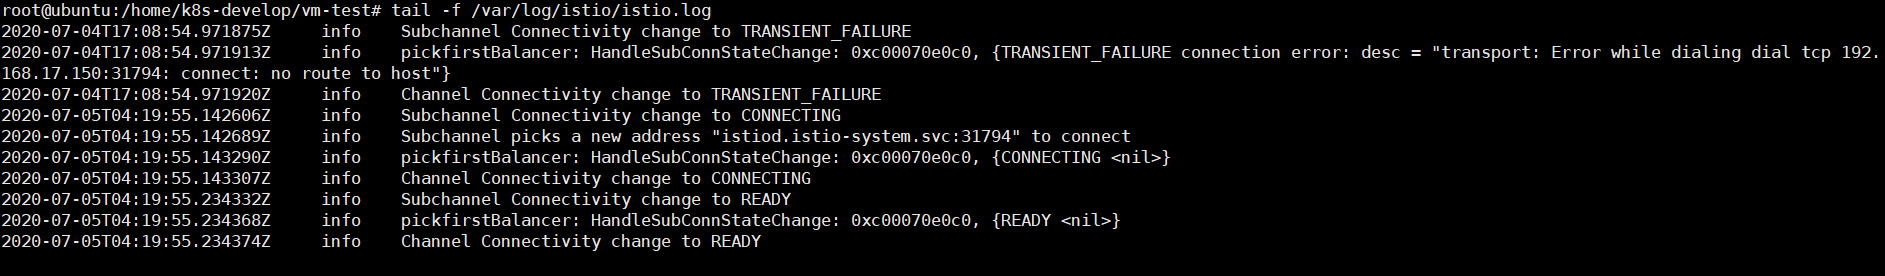 root@ubuntu:/home/k8s-develop/vm-test# tail -f /var/log/istio/istio.log
2020-07-04T17:08:54.971875Z     info    Subchannel Connectivity change to TRANSIENT_FAILURE
2020-07-04T17:08:54.971913Z     info    pickfirstBalancer: HandleSubConnStateChange: 0xc00070e0c0, {TRANSIENT_FAILURE connection error: desc = "transport: Error while dialing dial tcp 192.
168.17.150:31794: connect: no route to host"}
2020-07-04T17:08:54.971920Z     info    Channel Connectivity change to TRANSIENT_FAILURE
2020-07-05T04:19:55.142606Z     info    Subchannel Connectivity change to CONNECTING
2020-07-05T04:19:55.142689Z     info    Subchannel picks a new address "istiod.istio-system.svc:31794" to connect
2020-07-05T04:19:55.143290Z     info    pickfirstBalancer: HandleSubConnStateChange: 0xc00070e0c0, {CONNECTING <nil>}
2020-07-05T04:19:55.143307Z     info    Channel Connectivity change to CONNECTING
2020-07-05T04:19:55.234332Z     info    Subchannel Connectivity change to READY
2020-07-05T04:19:55.234368Z     info    pickfirstBalancer: HandleSubConnStateChange: 0xc00070e0c0, {READY <nil>}
2020-07-05T04:19:55.234374Z     info    Channel Connectivity change to READY